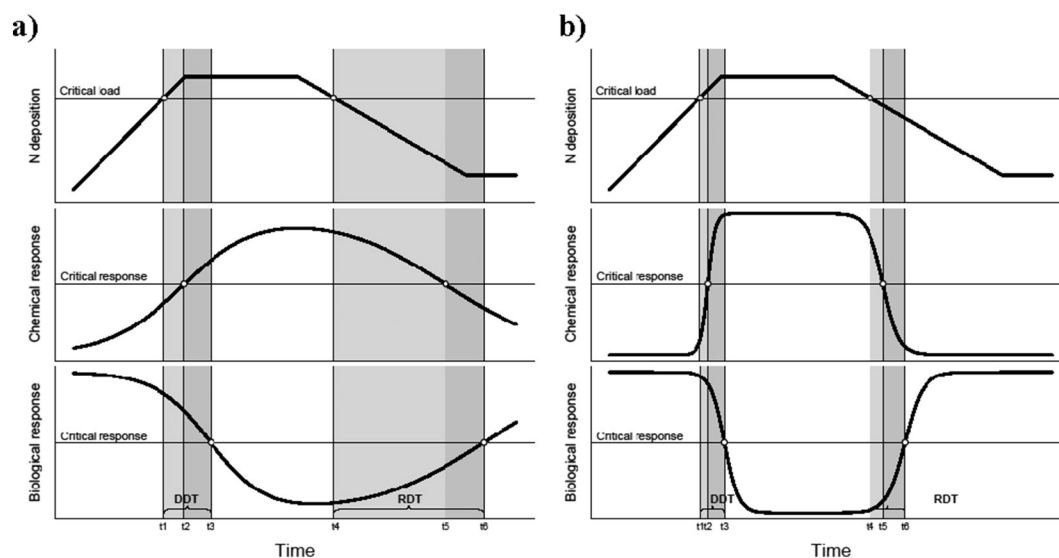 a)
N deposition
Critical load
Chemical response
Critical response
Biological response
Critical response
DDT
RDT
t1 t2 t3 t4 t5 t6
Time
b)
N deposition
Critical load
Chemical response
Critical response
Biological response
Critical response
DDT
RDT
t1 t2 t3 t4 t5 t6
Time